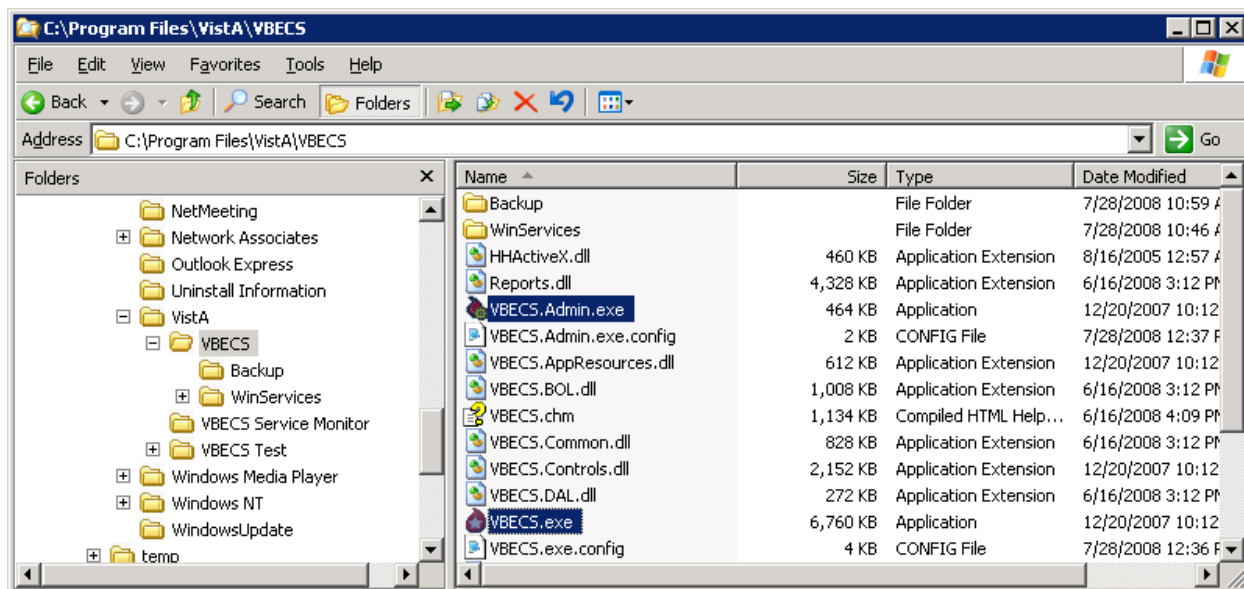 C:\Program Files\VistA\VBECS
File Edit View Favorites Tools Help
Back Search Folders
Address C:\Program Files\VistA\VBECS Go
Folders
NetMeeting
Network Associates
Outlook Express
Uninstall Information
VistA
VBECS
Backup
WinServices
VBECS Service Monitor
VBECS Test
Windows Media Player
Windows NT
WindowsUpdate
temp
Name Size Type Date Modified
Backup File Folder 7/28/2008 10:59 A
WinServices File Folder 7/28/2008 10:46 A
HHActiveX.dll 460 KB Application Extension 8/16/2005 12:57 A
Reports.dll 4,328 KB Application Extension 6/16/2008 3:12 PM
VBECS.Admin.exe 464 KB Application 12/20/2007 10:12
VBECS.Admin.exe.config 2 KB CONFIG File 7/28/2008 12:37 P
VBECS.AppResources.dll 612 KB Application Extension 12/20/2007 10:12
VBECS.BOL.dll 1,008 KB Application Extension 6/16/2008 3:12 PM
VBECS.chm 1,134 KB Compiled HTML Help... 6/16/2008 4:09 PM
VBECS.Common.dll 828 KB Application Extension 6/16/2008 3:12 PM
VBECS.Controls.dll 2,152 KB Application Extension 12/20/2007 10:12
VBECS.DAL.dll 272 KB Application Extension 6/16/2008 3:12 PM
VBECS.exe 6,760 KB Application 12/20/2007 10:12
VBECS.exe.config 4 KB CONFIG File 7/28/2008 12:36 P